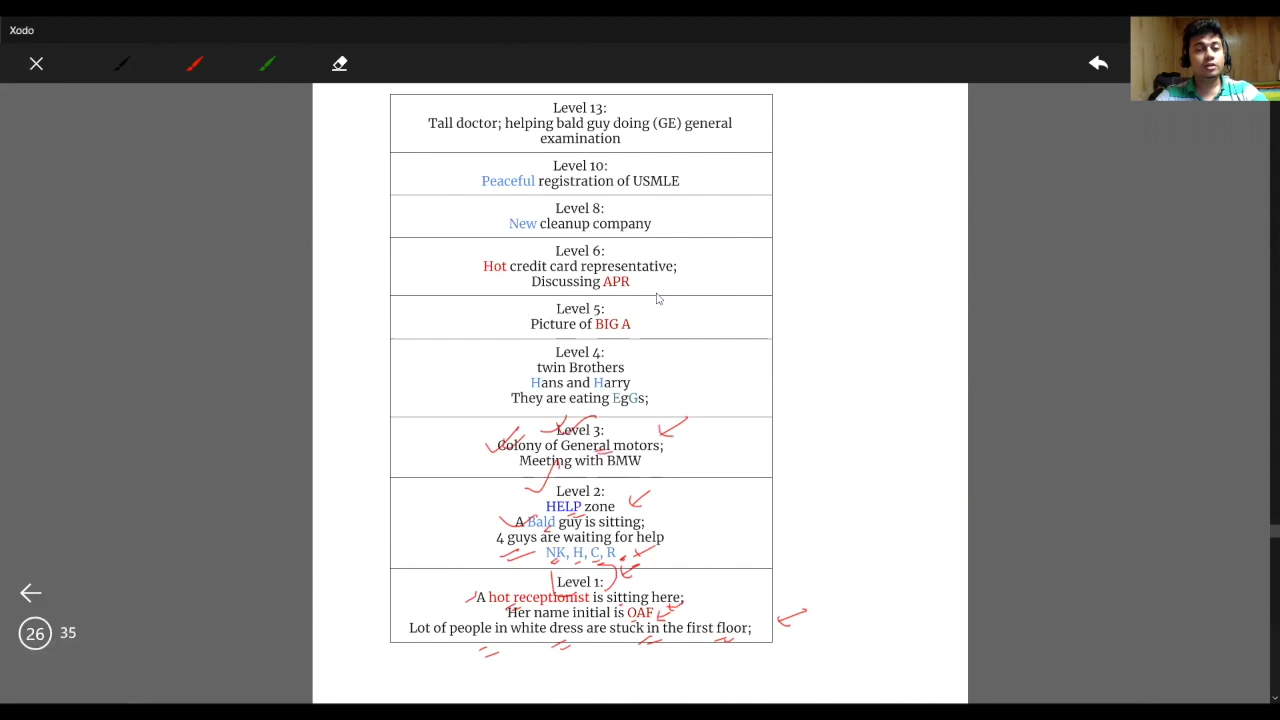 Xodo
Level 13:
Tall doctor; helping bald guy doing (GE) general
examination
Level 10:
Peaceful registration of USMLE
Level 8:
New cleanup company
Level 6:
Hot credit card representative;
Discussing APR
Level 5:
Picture of BIG A
Level 4:
twin Brothers
Hans and Harry
They are eating EgGs;
Level 3:
Colony of General motors;
Meeting with BMW
Level 2:
HELP zone
A Bald guy is sitting;
4 guys are waiting for help
NK, H, C, R
Level 1:
A hot receptionist is sitting here;
Her name initial is OAF
Lot of people in white dress are stuck in the first floor;
26 35